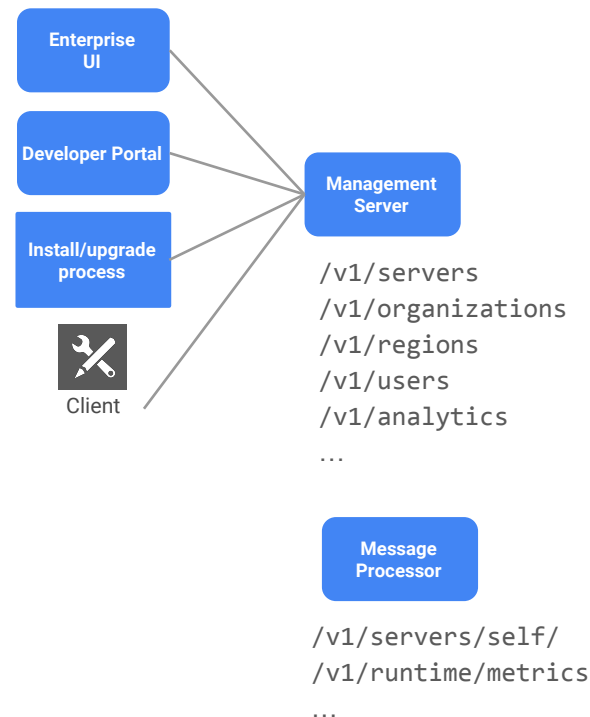 Enterprise
UI
Developer Portal
Install/upgrade
process
Client
Management
Server
/v1/servers
/v1/organizations
/v1/regions
/v1/users
/v1/analytics
...
Message
Processor
/v1/servers/self/
/v1/runtime/metrics
...